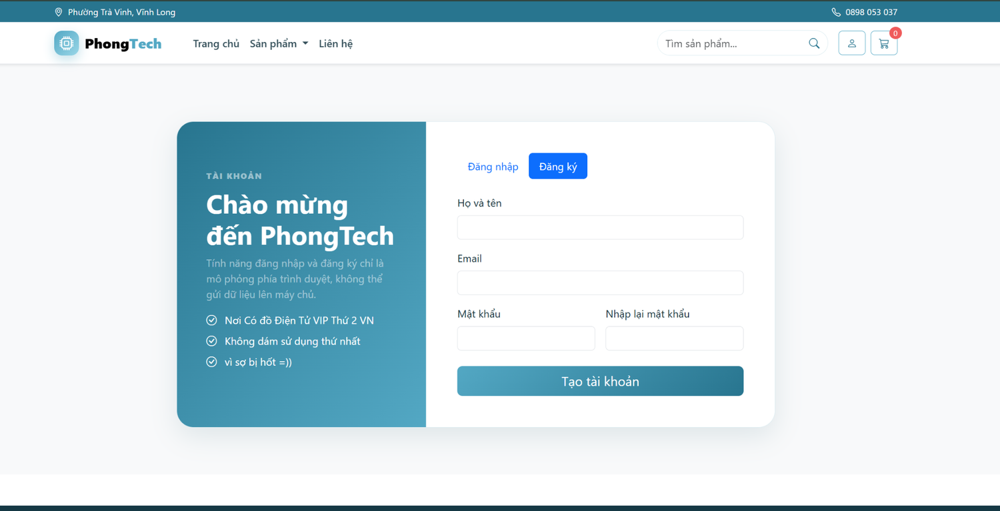 Phường Trà Vinh, Vĩnh Long
0898 053 037
PhongTech
Trang chủ Sản phẩm Liên hệ
Tìm sản phẩm...
0
TÀI KHOẢN
Chào mừng
đến PhongTech
Tính năng đăng nhập và đăng ký chỉ là
mô phỏng phía trình duyệt, không thể
gửi dữ liệu lên máy chủ.
Nơi Có đồ Điện Tử VIP Thứ 2 VN
Không dám sử dụng thứ nhất
vì sợ bị hốt =))
Đăng nhập Đăng ký
Họ và tên
Email
Mật khẩu Nhập lại mật khẩu
Tạo tài khoản